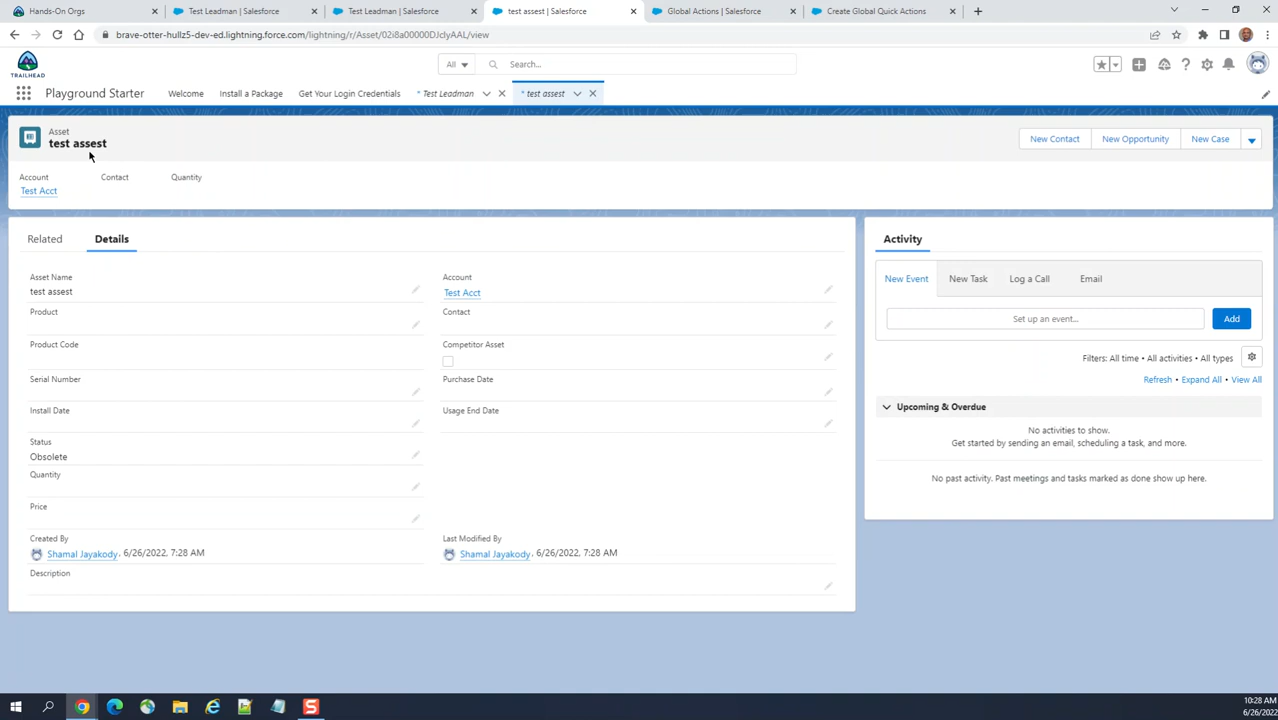 Hands-On Orgs
Test Leadman | Salesforce
Test Leadman | Salesforce
test assest | Salesforce
Global Actions | Salesforce
Create Global Quick Actions
brave-otter-hullz5-dev-ed.lightning.force.com/lightning/r/Asset/02i8a00000DJclyAAL/view
TRAILHEAD
All
Search...
Playground Starter
Welcome
Install a Package
Get Your Login Credentials
* Test Leadman
* test assest
Asset
test assest
New Contact
New Opportunity
New Case
Account
Contact
Quantity
Test Acct
Related
Details
Asset Name
test assest
Account
Test Acct
Product
Contact
Product Code
Competitor Asset
Serial Number
Purchase Date
Install Date
Usage End Date
Status
Obsolete
Quantity
Price
Created By
Shamal Jayakody, 6/26/2022, 7:28 AM
Last Modified By
Shamal Jayakody, 6/26/2022, 7:28 AM
Description
Activity
New Event
New Task
Log a Call
Email
Set up an event...
Add
Filters: All time • All activities • All types
Refresh • Expand All • View All
Upcoming & Overdue
No activities to show.
Get started by sending an email, scheduling a task, and more.
No past activity. Past meetings and tasks marked as done show up here.
10:28 AM
6/26/2022